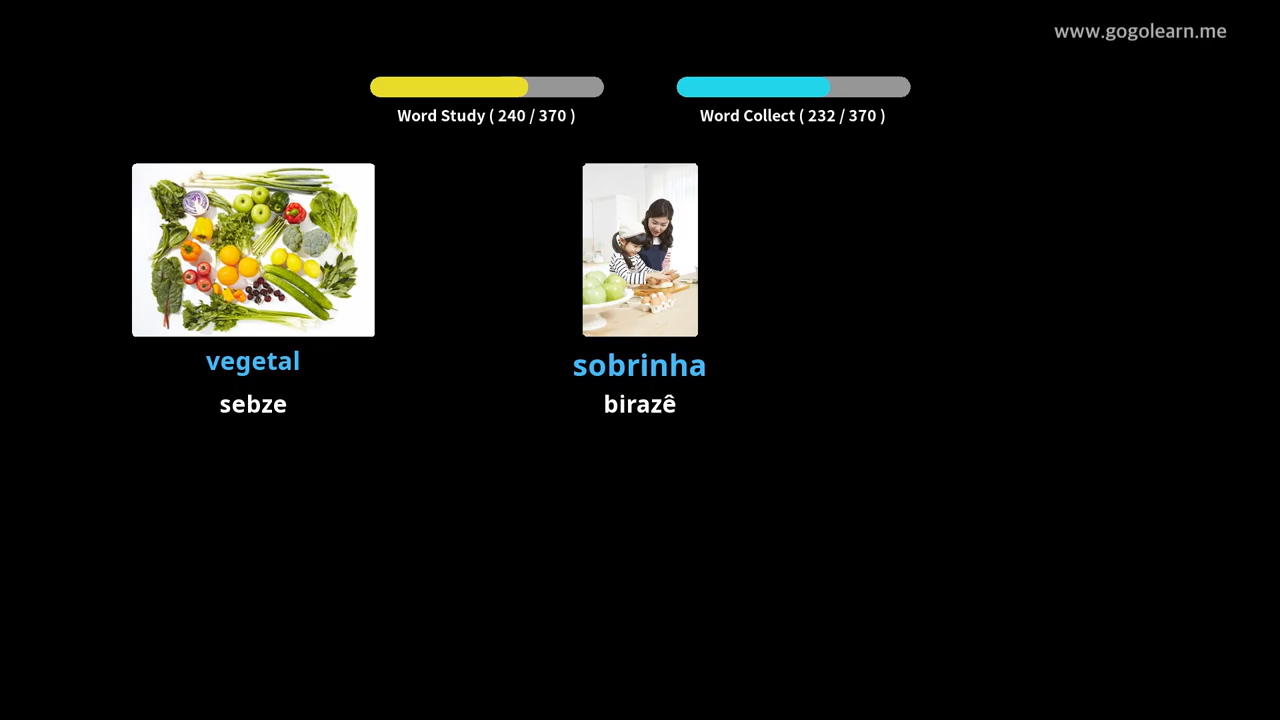 www.gogolearn.me
Word Study ( 240 / 370 )
Word Collect ( 232 / 370 )
vegetal
sebze
sobrinha
birazê